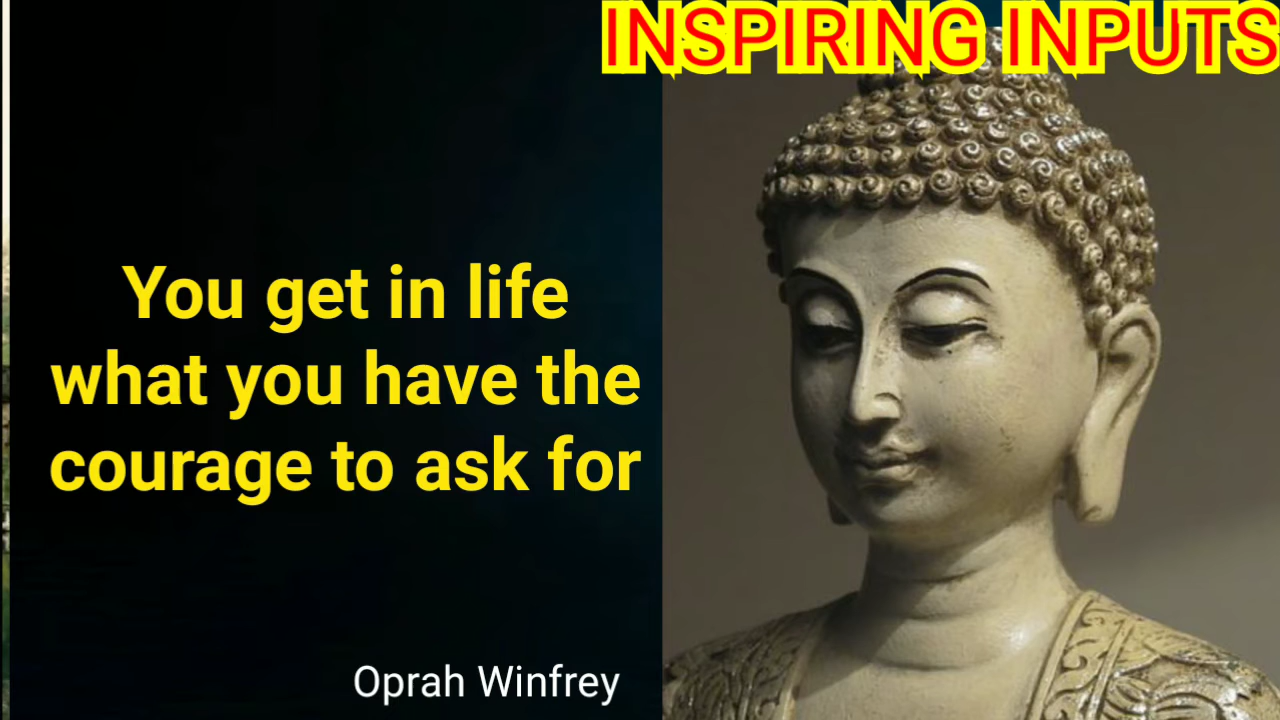 INSPIRING INPUTS
You get in life
what you have the
courage to ask for
Oprah Winfrey